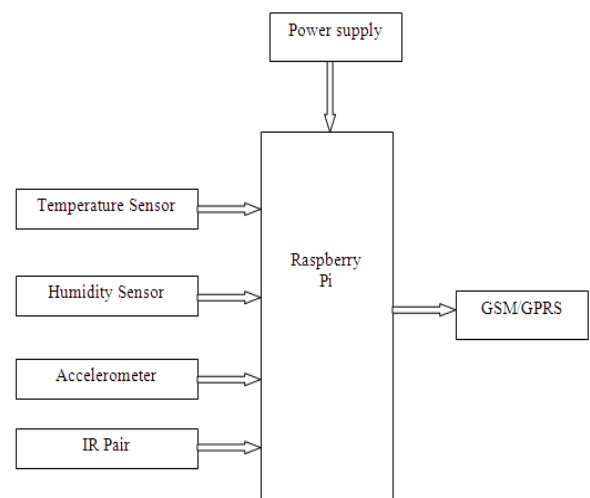 Power supply
Temperature Sensor
Raspberry
Pi
Humidity Sensor
GSM/GPRS
Accelerometer
IR Pair